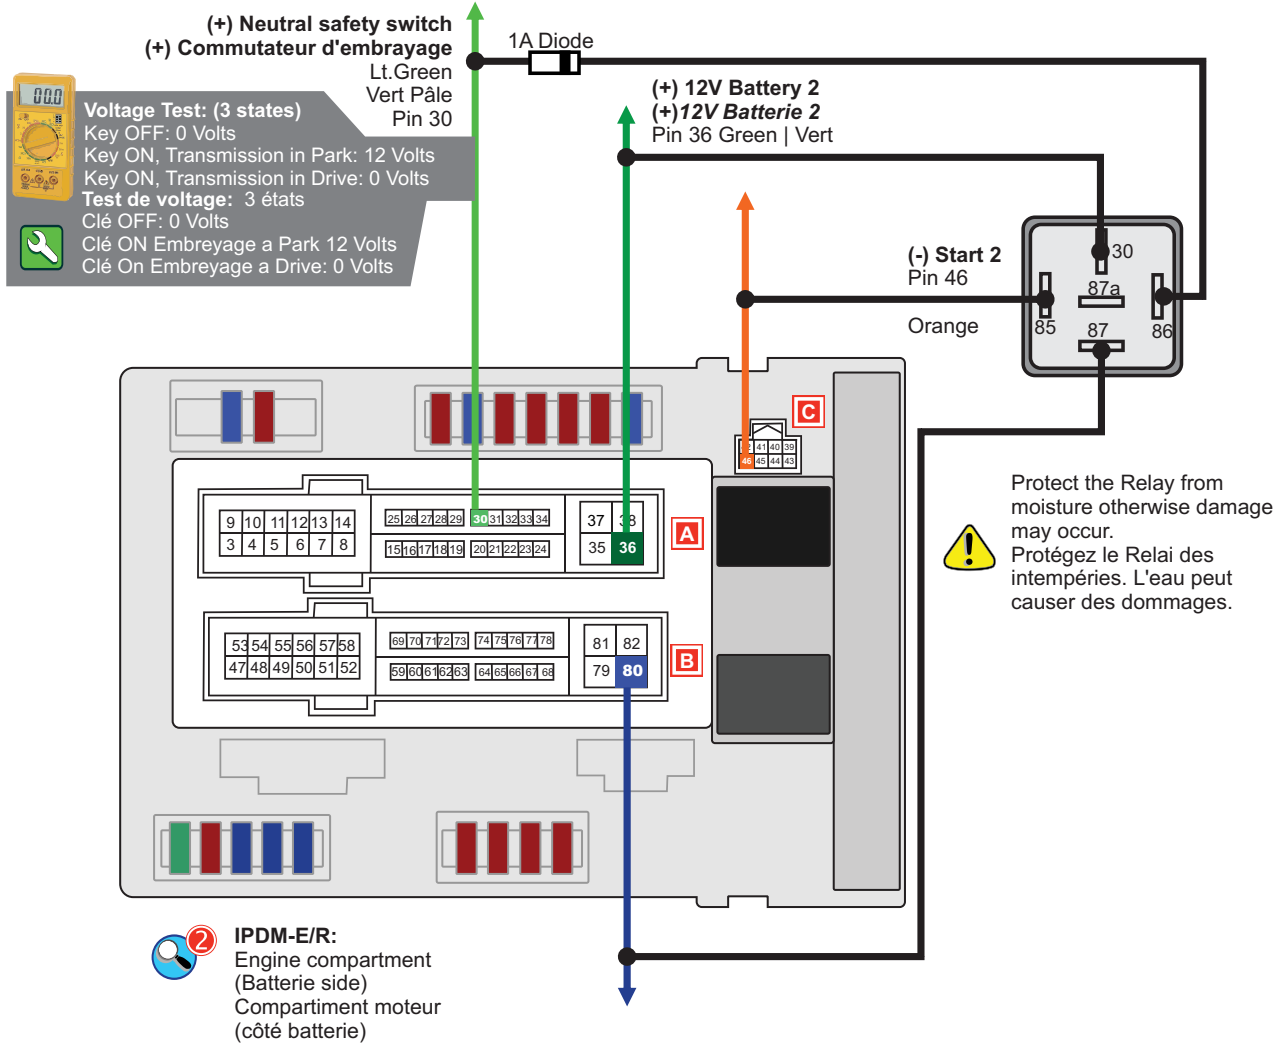 (+) Neutral safety switch
(+) Commutateur d'embrayage
Lt.Green
Vert Pâle
Pin 30
1A Diode
(+) 12V Battery 2
(+)12V Batterie 2
Pin 36 Green | Vert
00.0
Voltage Test: (3 states)
Key OFF: 0 Volts
Key ON, Transmission in Park: 12 Volts
Key ON, Transmission in Drive: 0 Volts
Test de voltage: 3 états
Clé OFF: 0 Volts
Clé ON Embreyage a Park 12 Volts
Clé On Embreyage a Drive: 0 Volts
(-) Start 2
Pin 46
Orange
30
87a
85
87
86
C
41 40 39
46 45 44 43
9 10 11 12 13 14
3 4 5 6 7 8
25 26 27 28 29 30 31 32 33 34
15 16 17 18 19 20 21 22 23 24
37 38
35 36
A
53 54 55 56 57 58
47 48 49 50 51 52
69 70 71 72 73 74 75 76 77 78
59 60 61 62 63 64 65 66 67 68
81 82
79 80
B
Protect the Relay from
moisture otherwise damage
may occur.
Protégez le Relai des
intempéries. L'eau peut
causer des dommages.
2
IPDM-E/R:
Engine compartment
(Batterie side)
Compartiment moteur
(côté batterie)